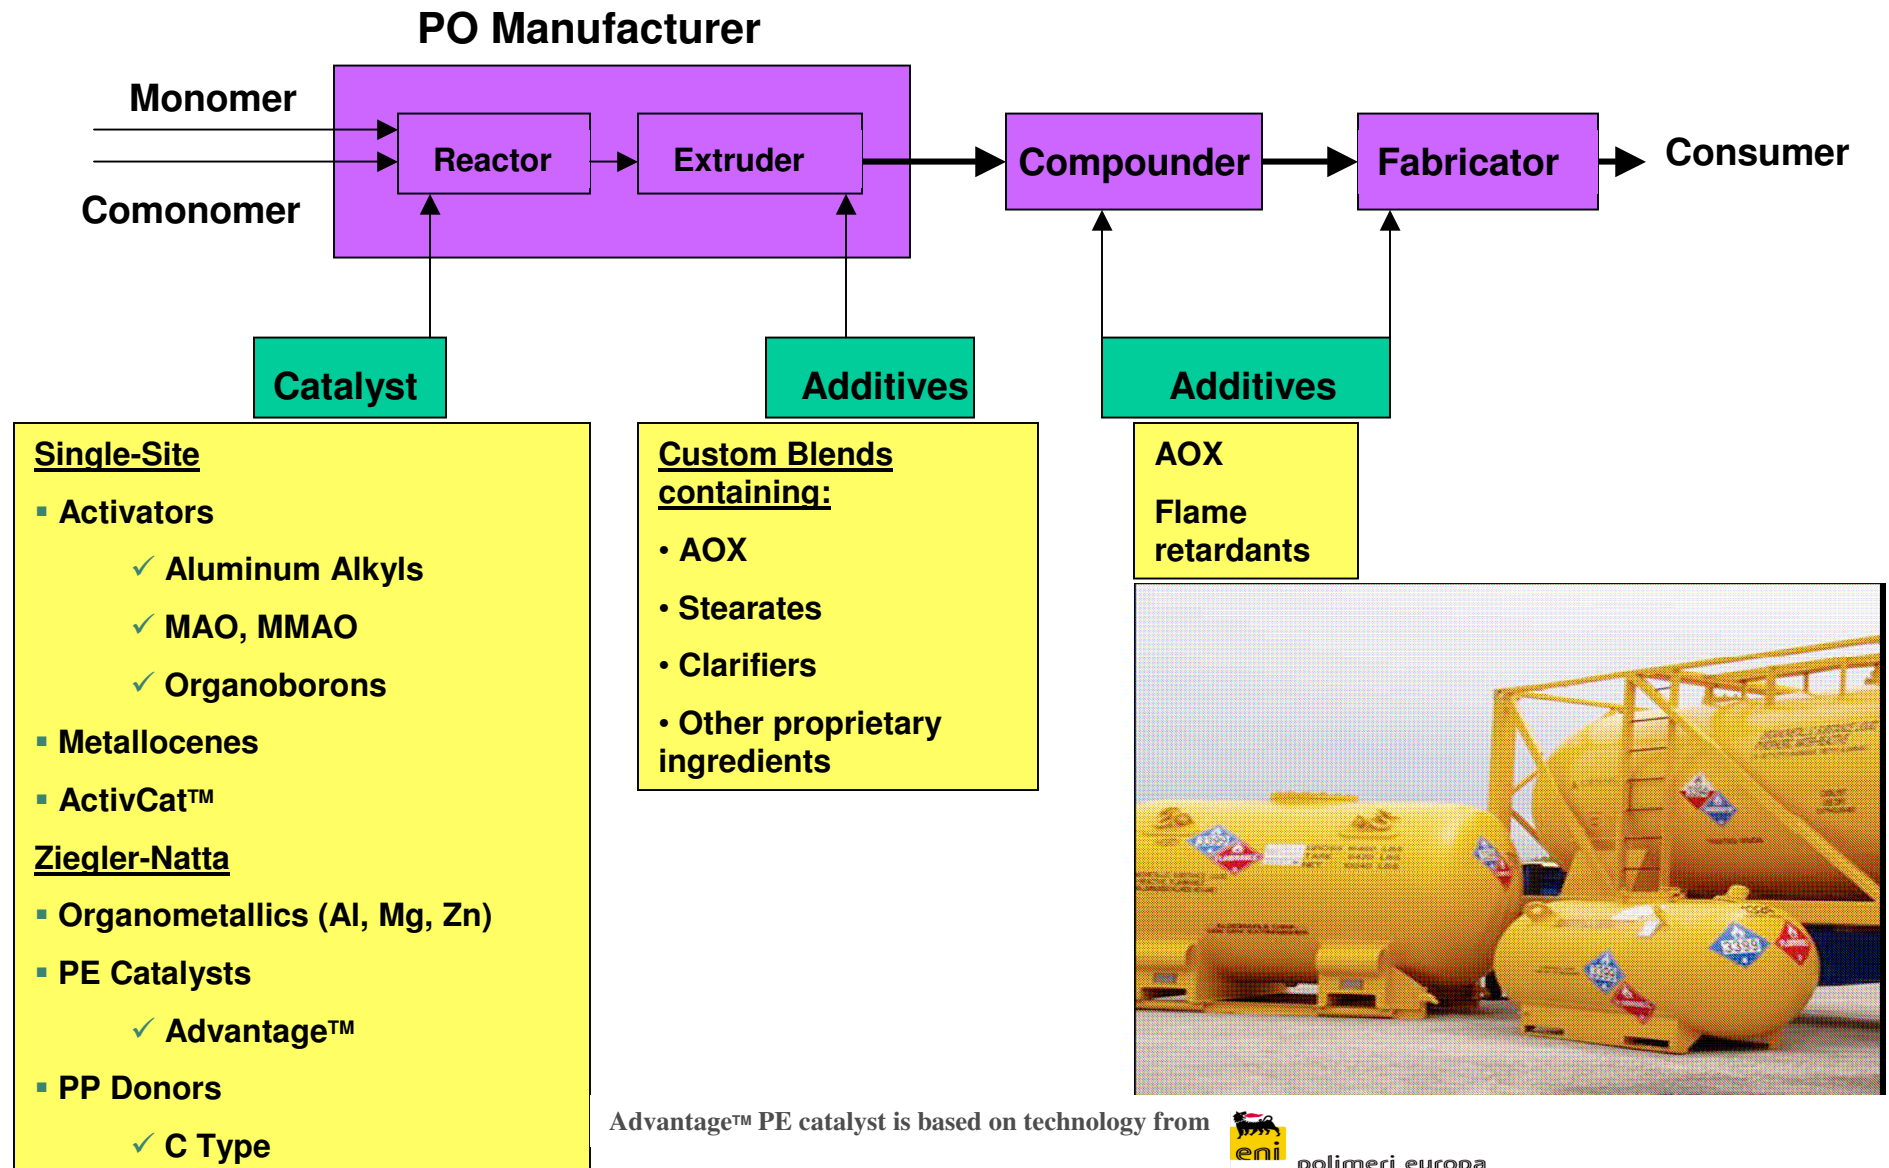 PO Manufacturer
Monomer
Comonomer
Reactor
Extruder
Compounder
Fabricator
Consumer
Catalyst
Additives
Additives
Single-Site
▪ Activators
✓ Aluminum Alkyls
✓ MAO, MMAO
✓ Organoborons
▪ Metallocenes
▪ ActivCat™
Ziegler-Natta
▪ Organometallics (Al, Mg, Zn)
▪ PE Catalysts
✓ Advantage™
▪ PP Donors
✓ C Type
Custom Blends
containing:
• AOX
• Stearates
• Clarifiers
• Other proprietary
ingredients
AOX
Flame
retardants
3399
Advantage™ PE catalyst is based on technology from
eni
polimeri europa